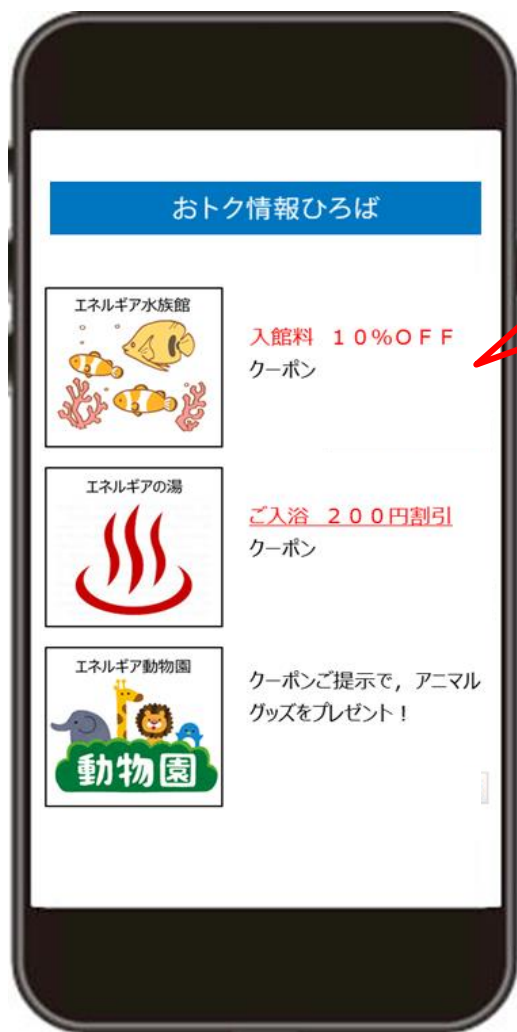 おトク情報ひろば
エネルギア水族館
入館料 １０%ＯＦＦ
クーポン
エネルギアの湯
ご入浴 ２００円割引
クーポン
エネルギア動物園
動物園
クーポンご提示で，アニマル
グッズをプレゼント！